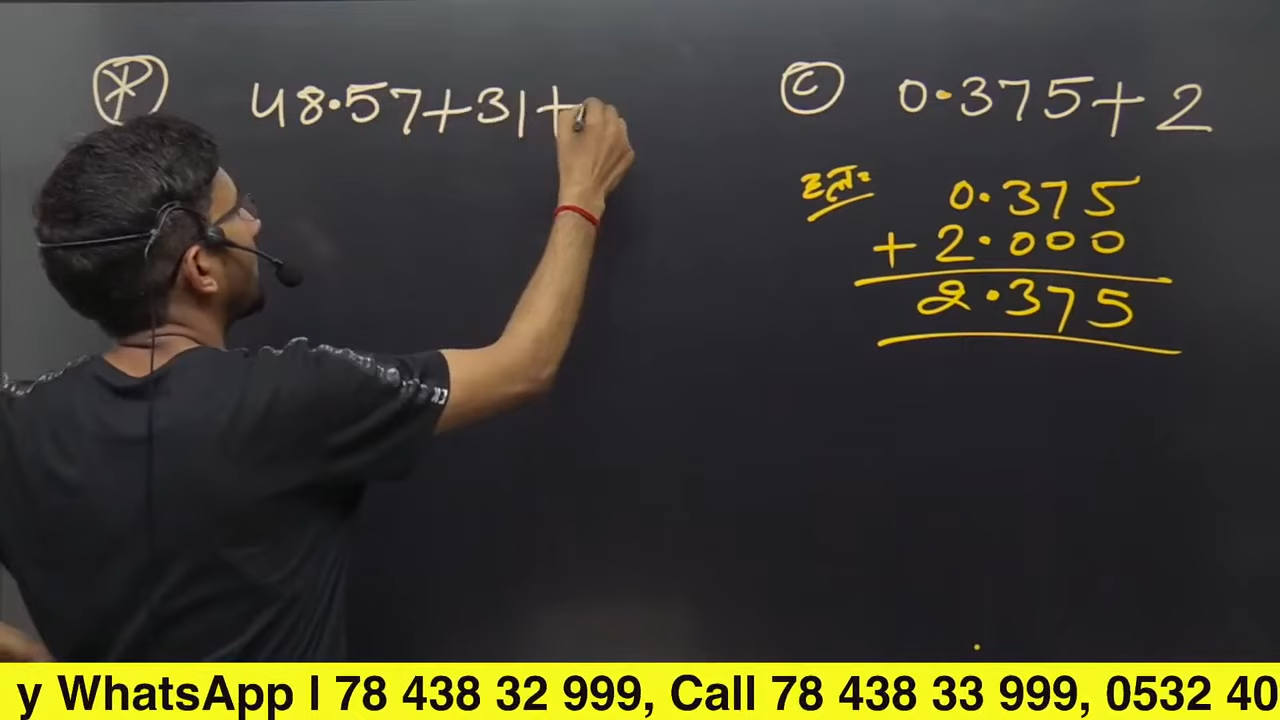 48.57+31+
C 0.375+2
हल:
0.375
+ 2.000
2.375
y WhatsApp l 78 438 32 999, Call 78 438 33 999, 0532 40